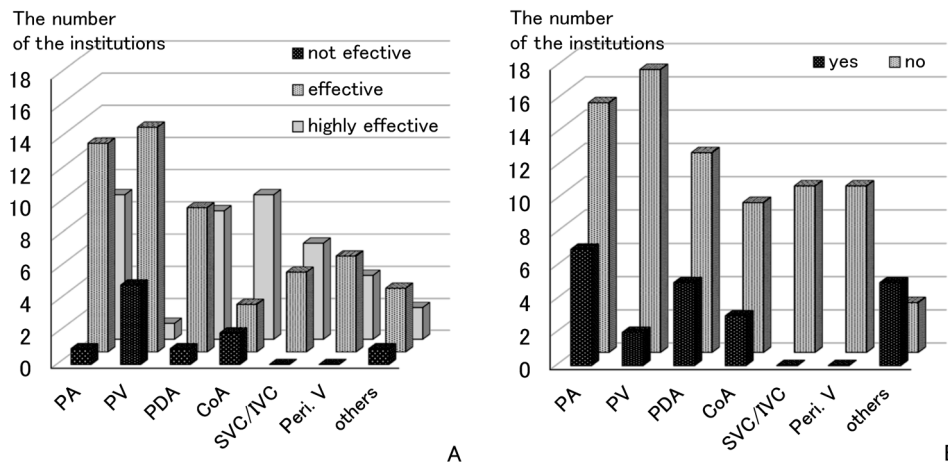 The number
of the institutions
not efective
effective
highly effective
18
16
14
12
10
8
6
4
2
0
PA
PV
PDA
CoA
SVC/IVC
Peri. V
others
A
The number
of the institutions
yes no
18
16
14
12
10
8
6
4
2
0
PA
PV
PDA
CoA
SVC/IVC
Peri. V
others